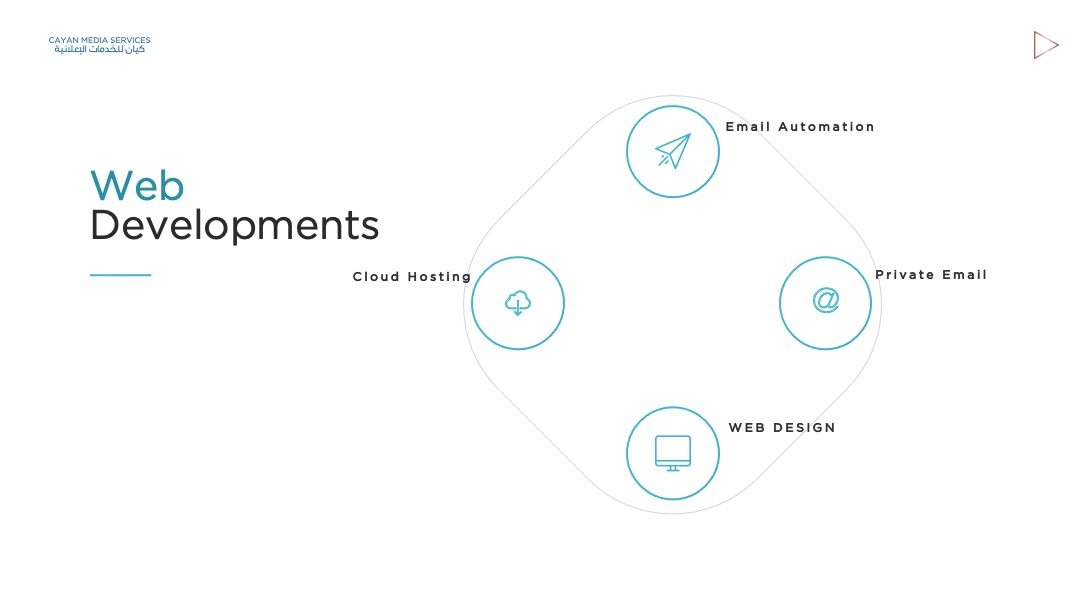 CAYAN MEDIA SERVICES
كيان للخدمات الإعلانية
Email Automation
Web
Developments
Cloud Hosting
Private Email
WEB DESIGN